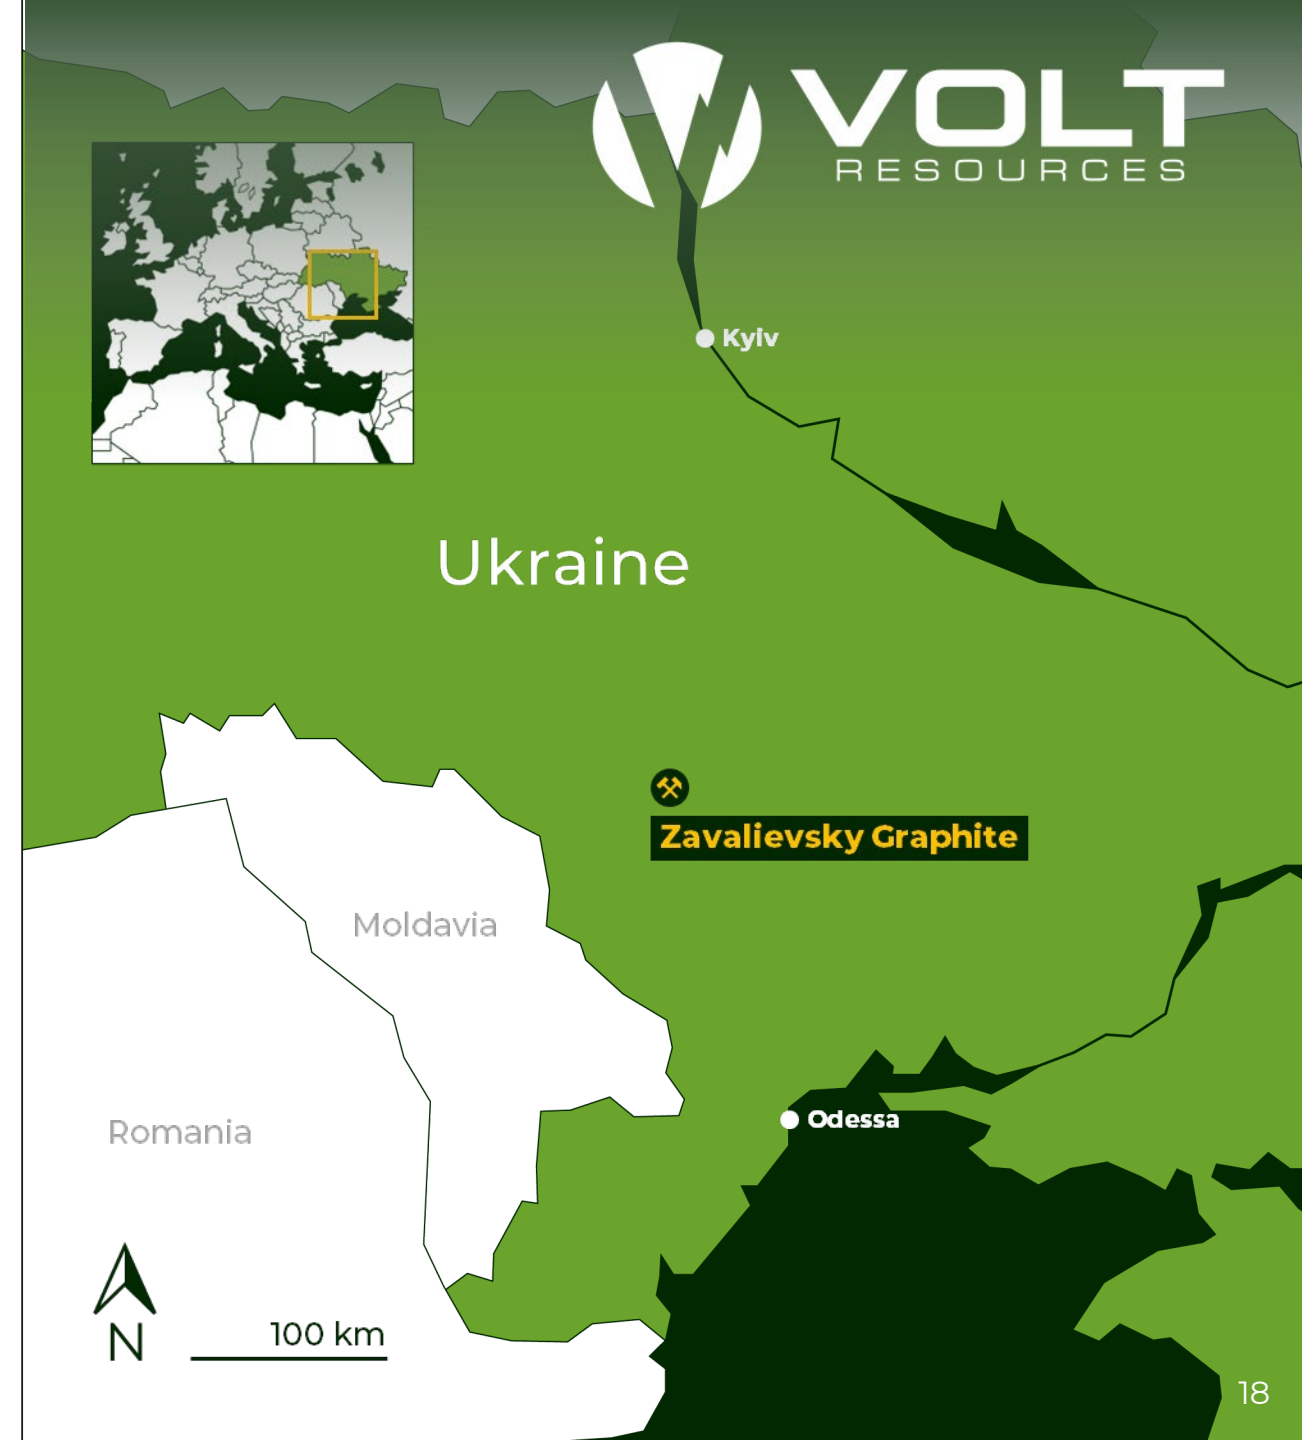 VOLT
RESOURCES
Kyiv
Ukraine
Zavalievsky Graphite
Moldavia
Odessa
Romania
N
100 km
18